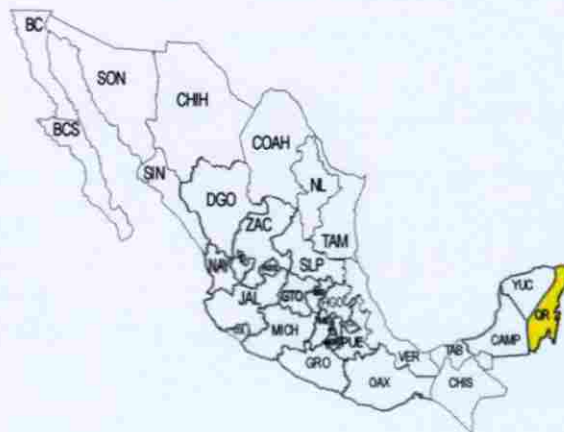 BC
SON
CHIH
BCS
COAH
SIN
NL
DGO
ZAC
TAM
NAY
SLP
YUC
JAL
GTO
HGO
QR
MICH
PUE
VER
TAB
CAMP
GRO
OAX
CHIS